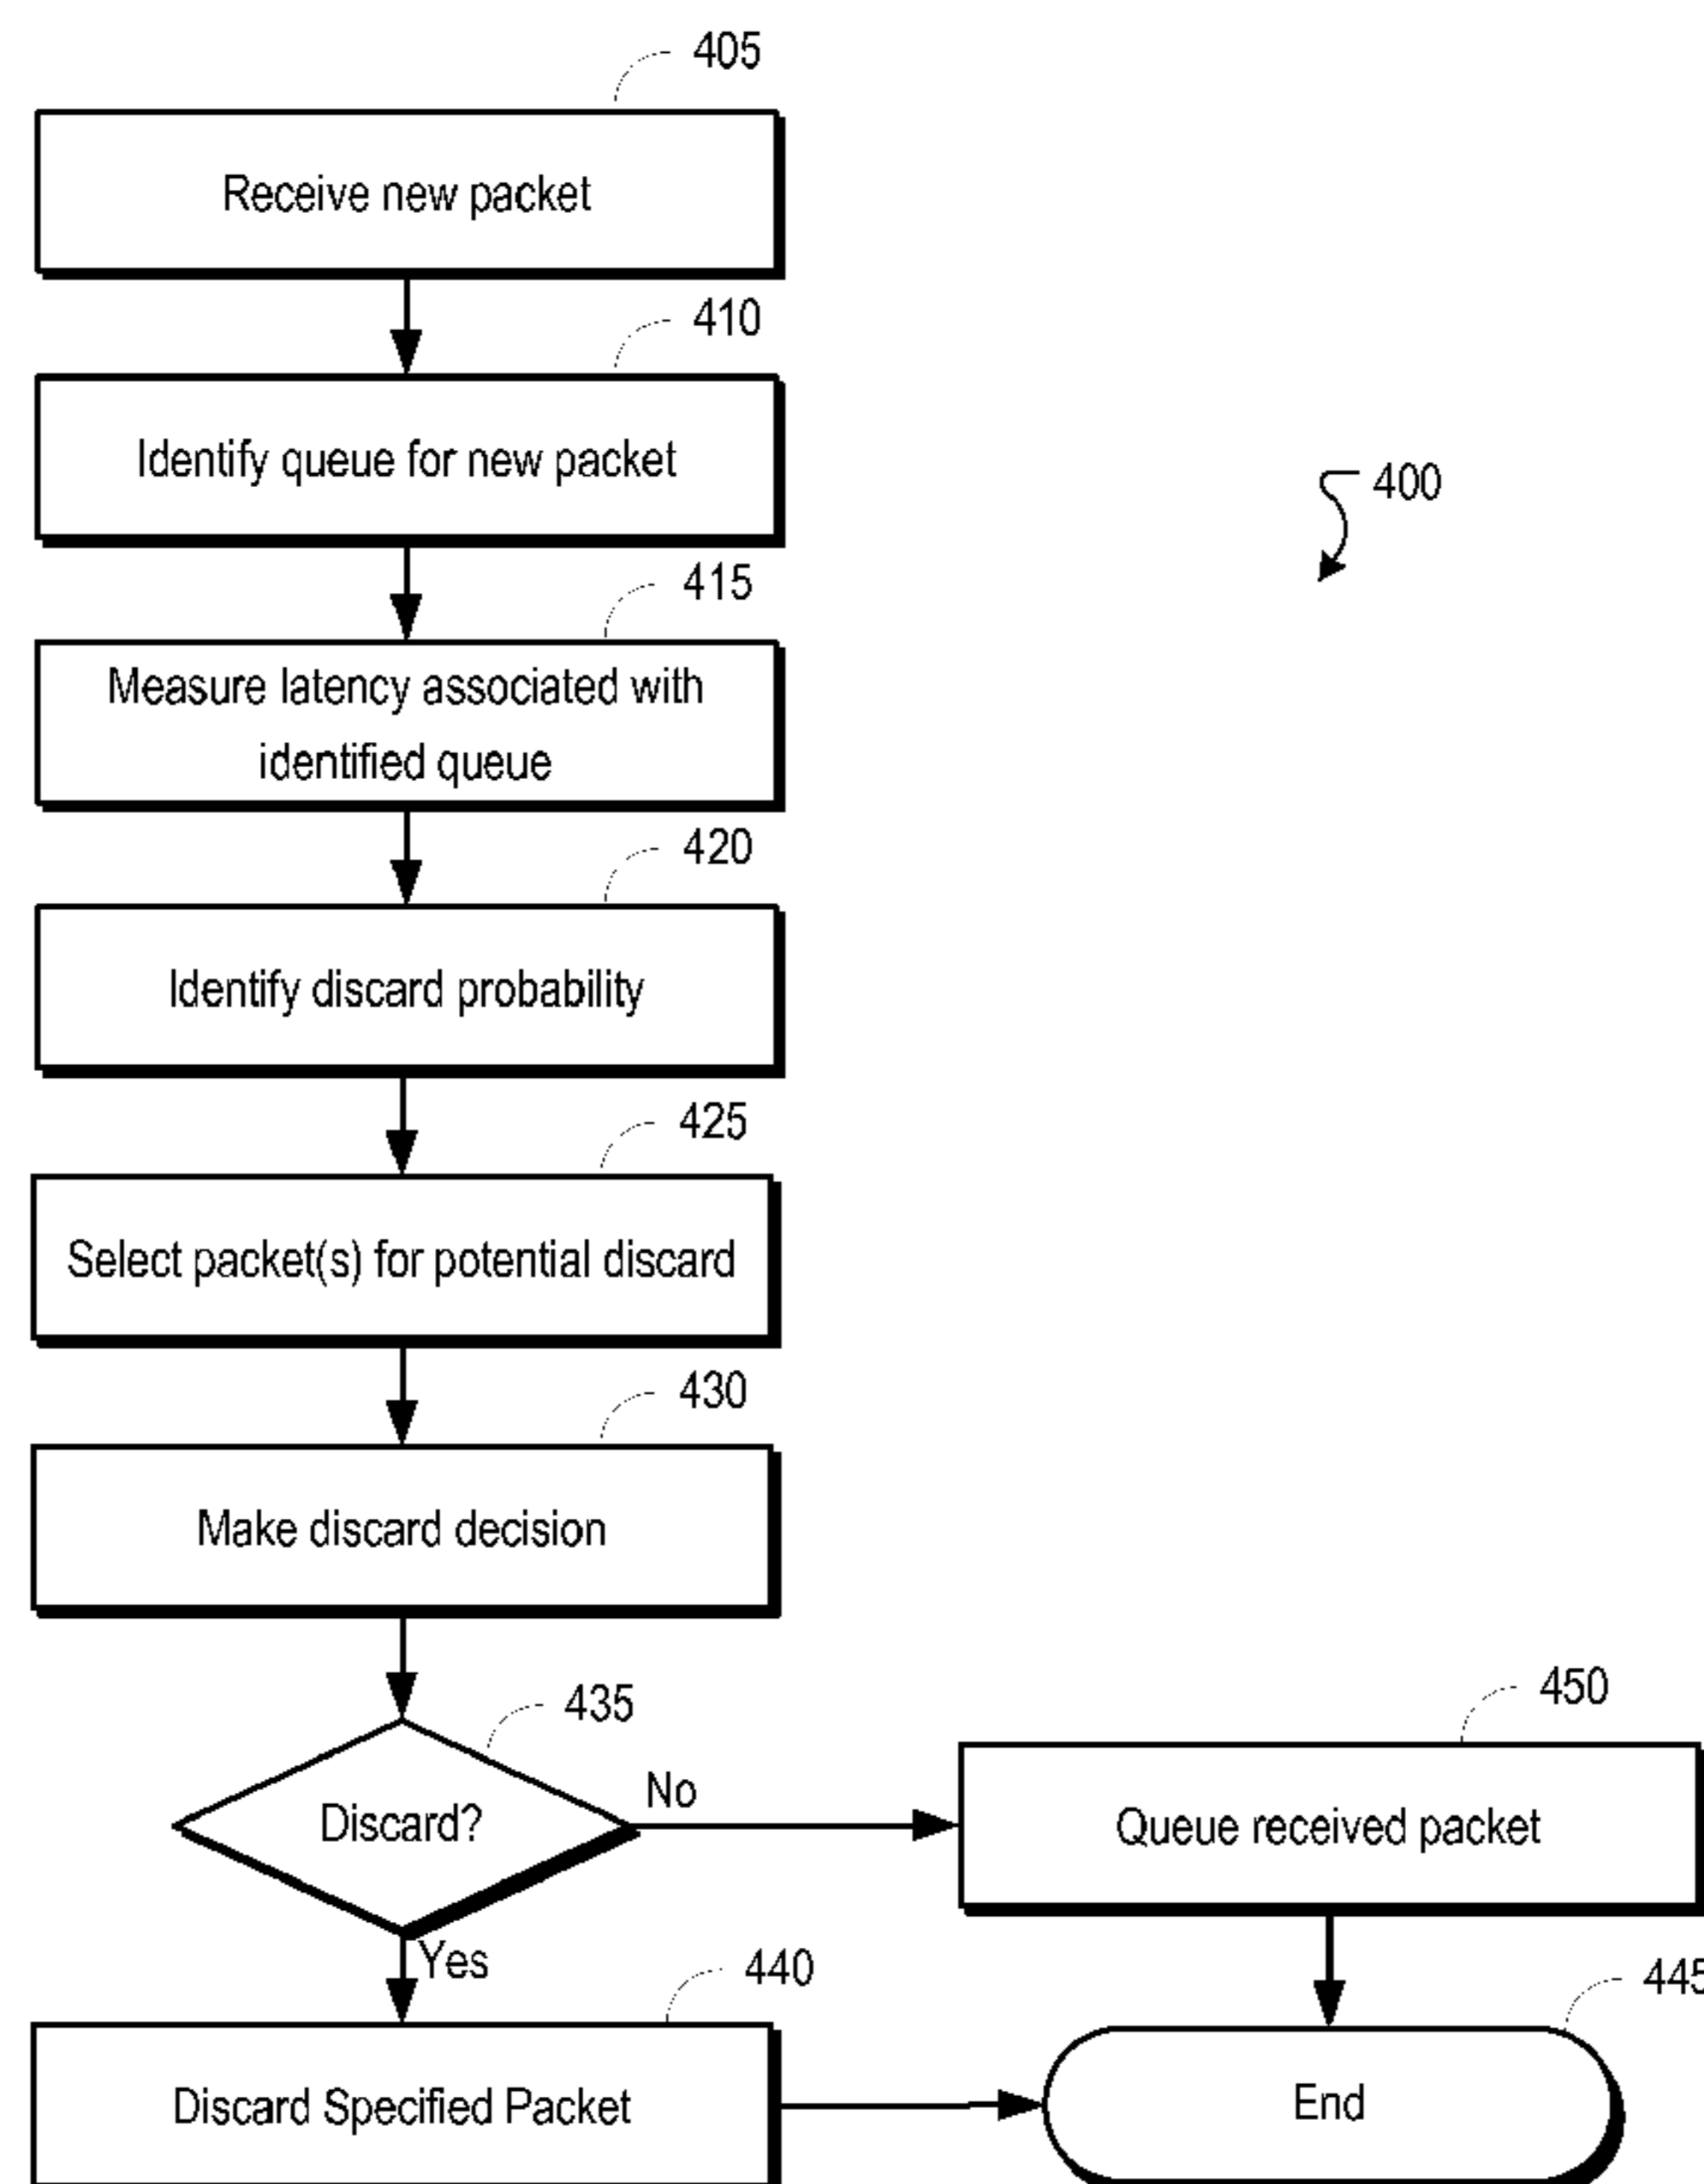 405
Receive new packet
410
Identify queue for new packet
400
415
Measure latency associated with
identified queue
420
Identify discard probability
425
Select packet(s) for potential discard
430
Make discard decision
435
Discard?
No
450
Queue received packet
Yes
440
Discard Specified Packet
445
End